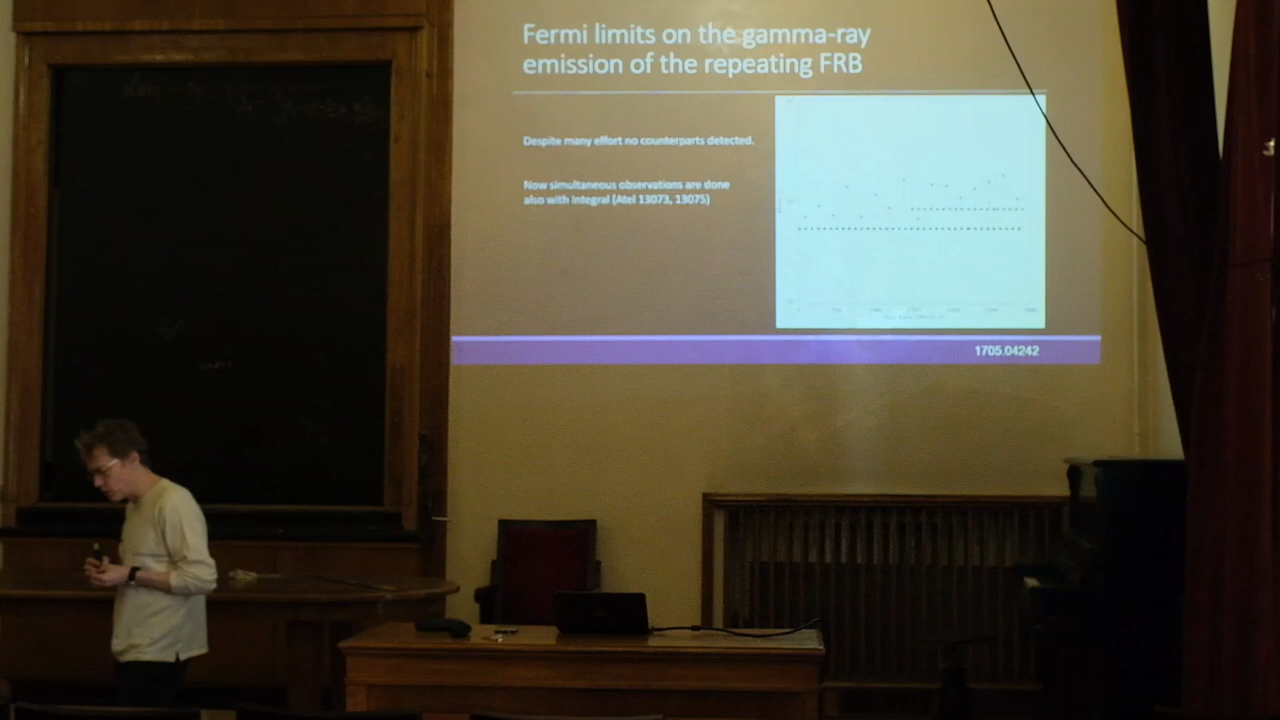 Fermi limits on the gamma-ray
emission of the repeating FRB
Despite many effort no counterparts detected.
Now simultaneous observations are done
also with Integral (Atel 13073, 13075)
1705.04242